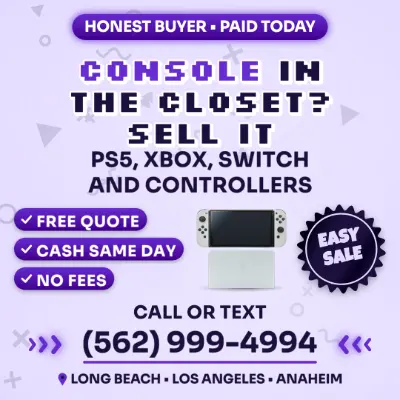 HONEST BUYER • PAID TODAY
CONSOLE IN
THE CLOSET?
SELL IT
PS5, XBOX, SWITCH
AND CONTROLLERS
FREE QUOTE
CASH SAME DAY
NO FEES
EASY
SALE
CALL OR TEXT
(562) 999-4994
LONG BEACH • LOS ANGELES • ANAHEIM